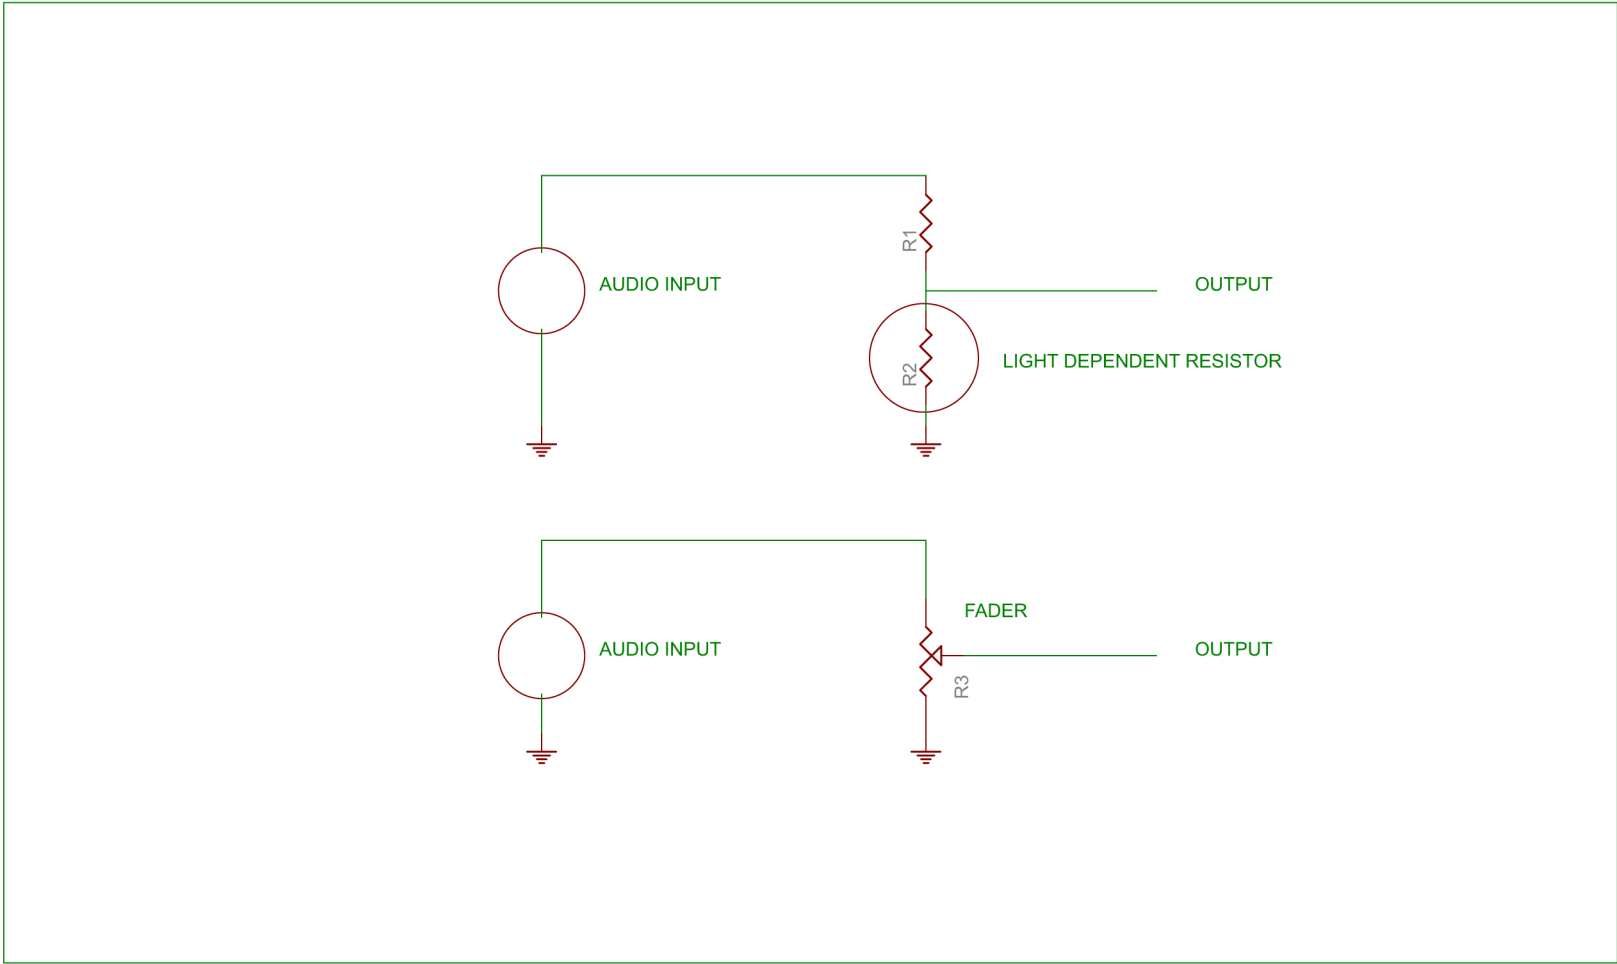 R1
AUDIO INPUT
OUTPUT
LIGHT DEPENDENT RESISTOR
R2
FADER
AUDIO INPUT
OUTPUT
R3